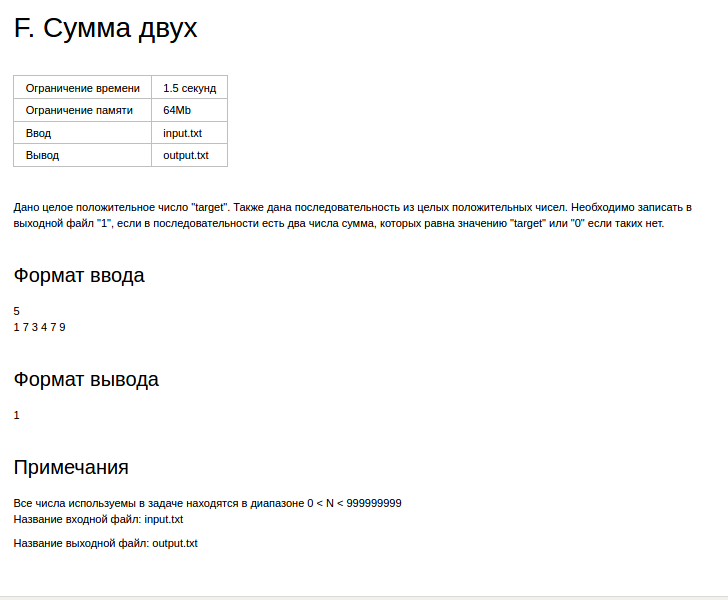 F. Сумма двух
Ограничение времени 1.5 секунд
Ограничение памяти 64Mb
Ввод input.txt
Вывод output.txt
Дано целое положительное число "target". Также дана последовательность из целых положительных чисел. Необходимо записать в
выходной файл "1", если в последовательности есть два числа сумма, которых равна значению "target" или "0" если таких нет.
Формат ввода
5
1 7 3 4 7 9
Формат вывода
1
Примечания
Все числа используемы в задаче находятся в диапазоне 0 < N < 999999999
Название входной файл: input.txt
Название выходной файл: output.txt